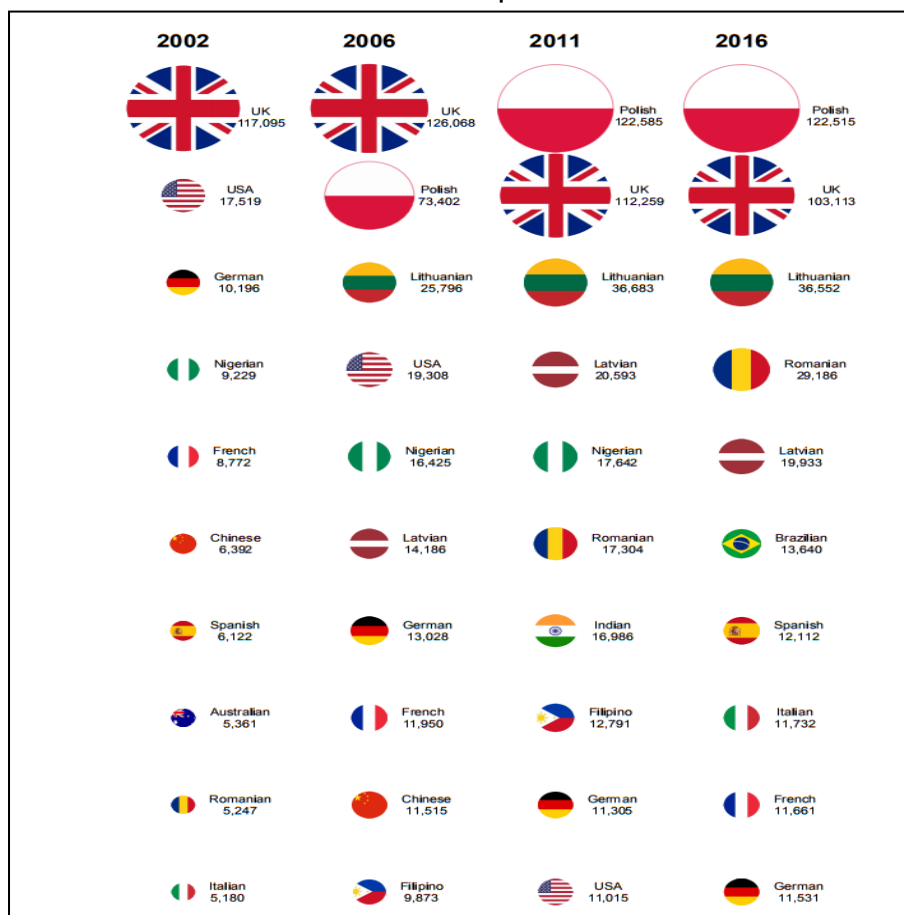 2002 2006 2011 2016
UK UK Polish Polish
117,095 126,068 122,585 122,515
USA Polish UK UK
17,519 73,402 112,259 103,113
German Lithuanian Lithuanian Lithuanian
10,196 25,796 36,683 36,552
Nigerian USA Latvian Romanian
9,229 19,308 20,593 29,186
French Nigerian Nigerian Latvian
8,772 16,425 17,642 19,933
Chinese Latvian Romanian Brazilian
6,392 14,186 17,304 13,640
Spanish German Indian Spanish
6,122 13,028 16,986 12,112
Australian French Filipino Italian
5,361 11,950 12,791 11,732
Romanian Chinese German French
5,247 11,515 11,305 11,661
Italian Filipino USA German
5,180 9,873 11,015 11,531